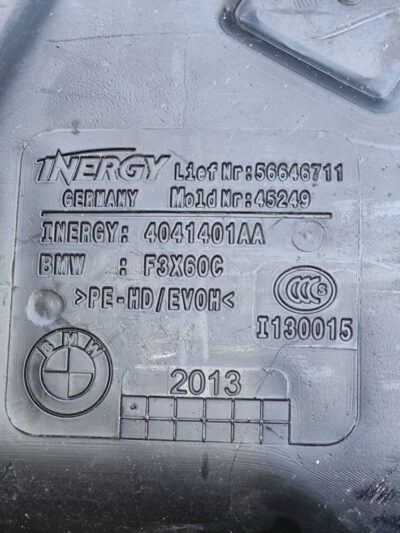 INERGY Lief Nr:56646711
GERMANY Mold Nr:45249
INERGY: 4041401AA
BMW : F3X60C
>PE-HD/EVOH<
CCC S
I130015
BMW
2013